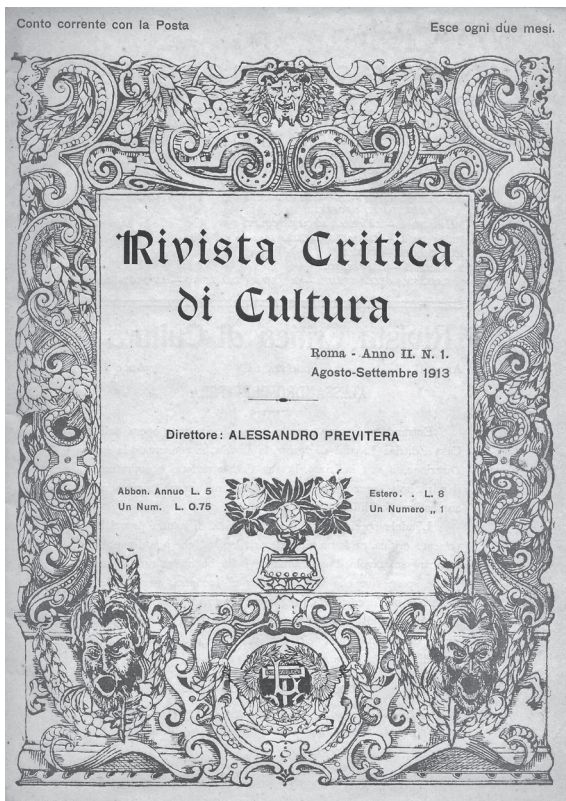 Conto corrente con la Posta
Esce ogni due mesi.
Rivista Critica
di Cultura
Roma - Anno II. N. 1.
Agosto-Settembre 1913
Direttore: ALESSANDRO PREVITERA
Abbon. Annuo L. 5
Un Num. L. 0.75
Estero. . L. 8
Un Numero „ 1